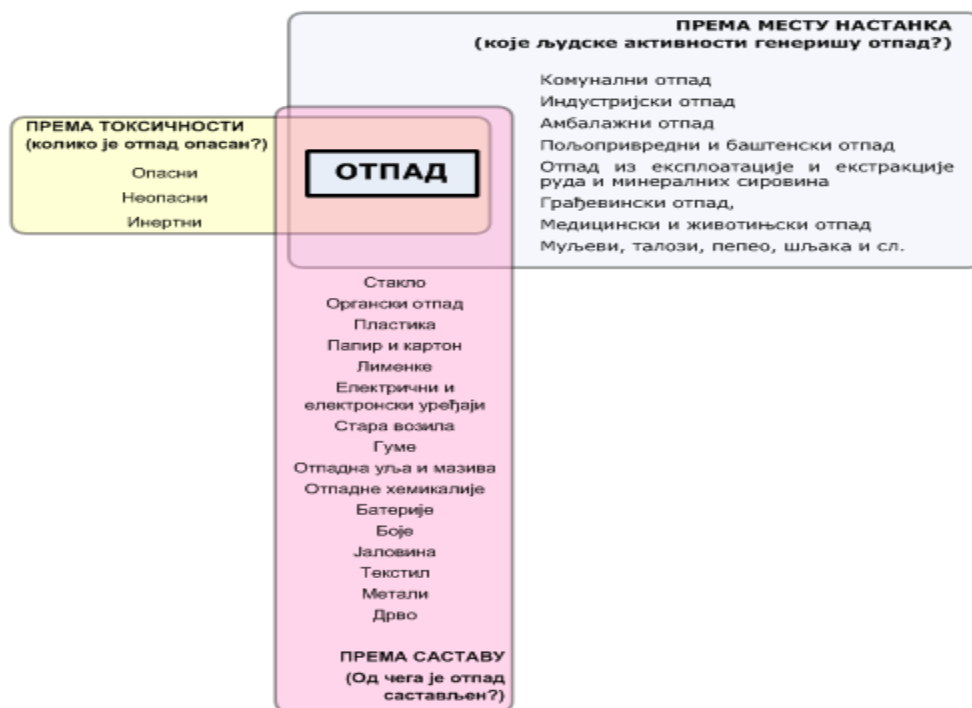 ПРЕМА МЕСТУ НАСТАНКА
(које људске активности генеришу отпад?)
Комунални отпад
Индустријски отпад
Амбалажни отпад
Пољопривредни и баштенски отпад
Отпад из експлоатације и екстракције
руда и минералних сировина
Грађевински отпад,
Медицински и животињски отпад
Муљеви, талози, пепео, шљака и сл.
ПРЕМА ТОКСИЧНОСТИ
(колико је отпад опасан?)
Опасни
Неопасни
Инертни
ОТПАД
Стакло
Органски отпад
Пластика
Папир и картон
Лименке
Електрични и
електронски уређаји
Стара возила
Гуме
Отпадна уља и мазива
Отпадне хемикалије
Батерије
Боје
Јаловина
Текстил
Метали
Дрво
ПРЕМА САСТАВУ
(Од чега је отпад
састављен?)